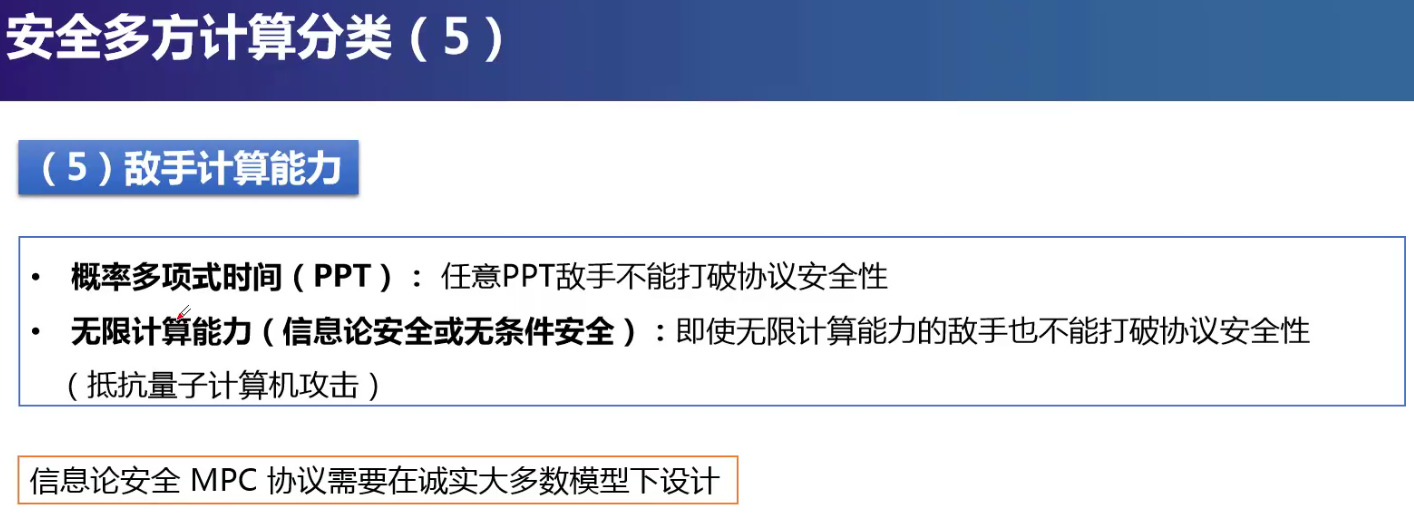 安全多方计算分类（5）
（5）敌手计算能力
• 概率多项式时间（PPT）： 任意PPT敌手不能打破协议安全性
• 无限计算能力（信息论安全或无条件安全）：即使无限计算能力的敌手也不能打破协议安全性
（抵抗量子计算机攻击）
信息论安全 MPC 协议需要在诚实大多数模型下设计